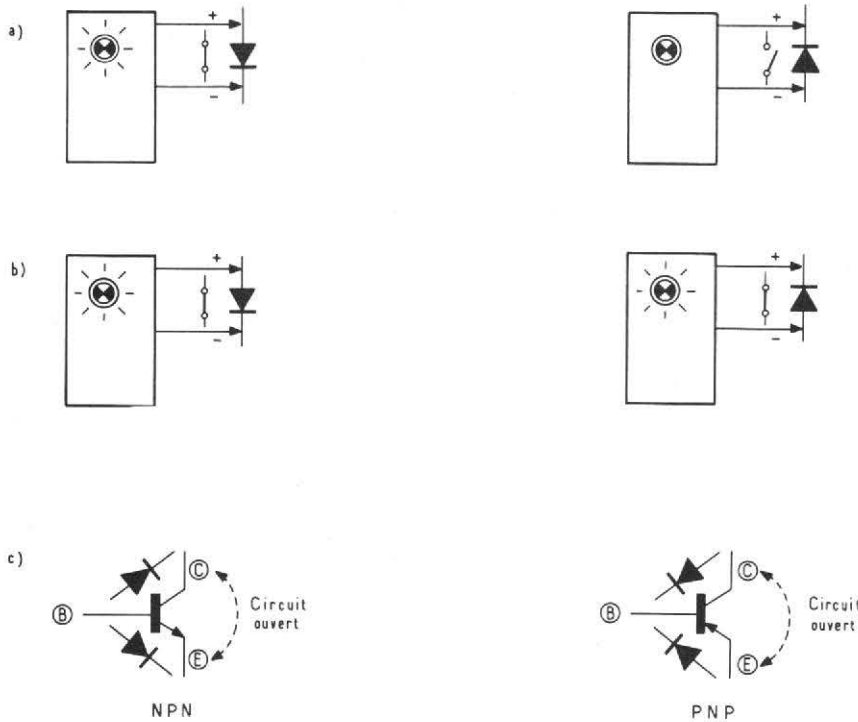 a)
+
−
+
−
b)
+
−
+
−
c)
B
C
E
Circuit
ouvert
NPN
B
C
E
Circuit
ouvert
PNP